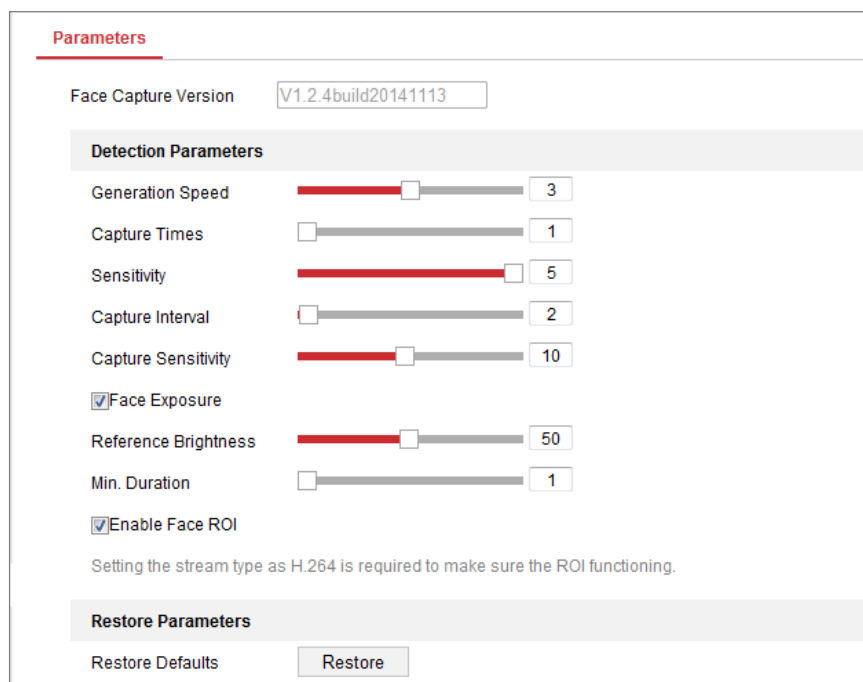 Parameters
Face Capture Version V1.2.4build20141113
Detection Parameters
Generation Speed 3
Capture Times 1
Sensitivity 5
Capture Interval 2
Capture Sensitivity 10
Face Exposure
Reference Brightness 50
Min. Duration 1
Enable Face ROI
Setting the stream type as H.264 is required to make sure the ROI functioning.
Restore Parameters
Restore Defaults Restore